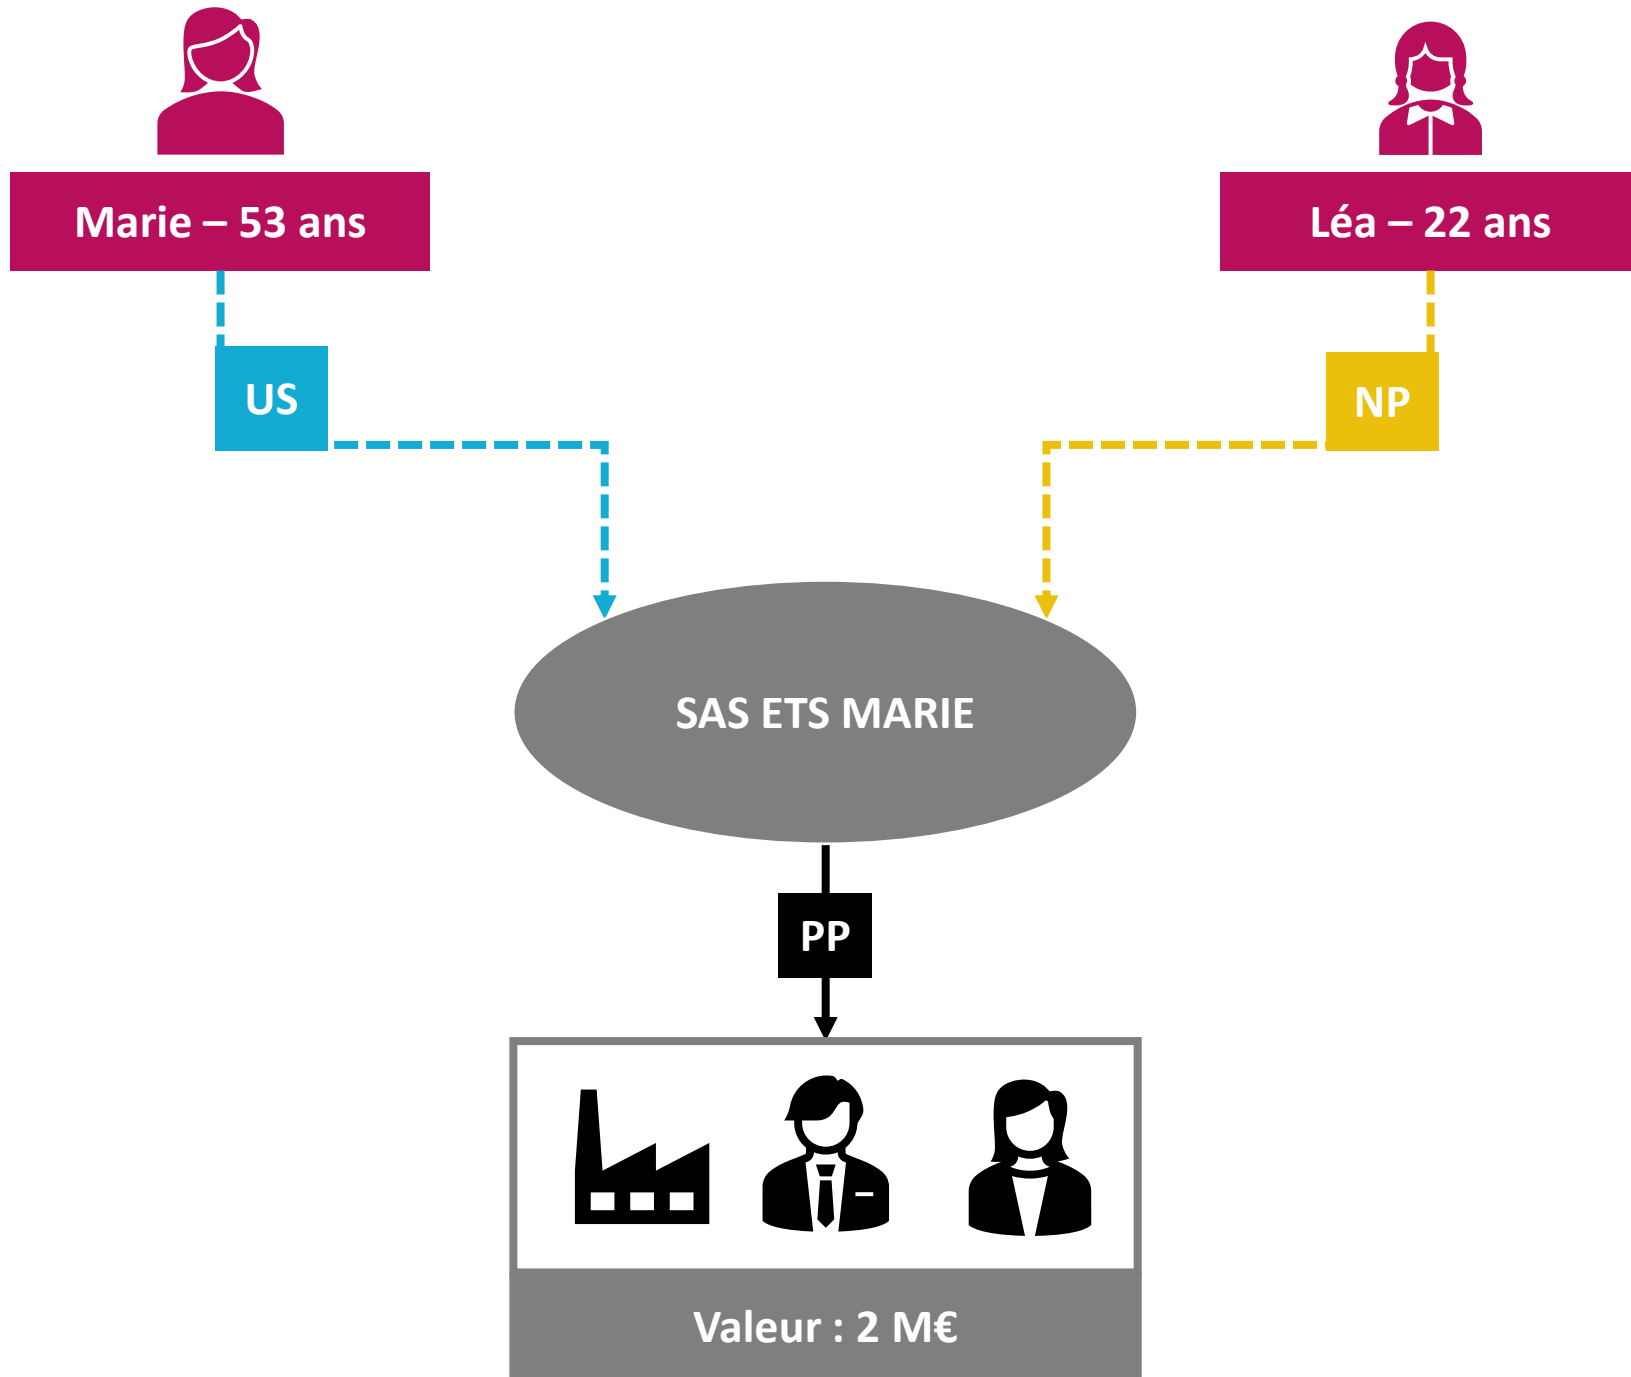 Marie – 53 ans
Léa – 22 ans
US
NP
SAS ETS MARIE
PP
Valeur : 2 M€